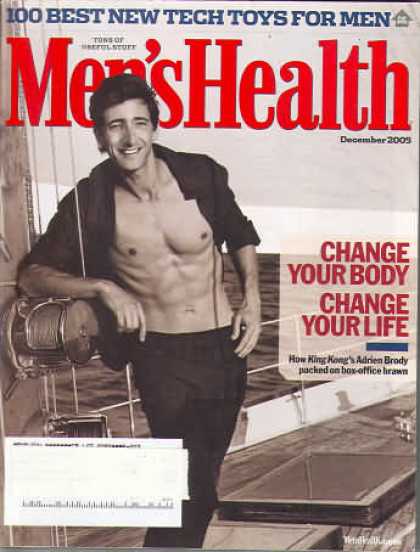 100 BEST NEW TECH TOYS FOR MEN
TONS OF
USEFUL STUFF
Men'sHealth
December 2005
CHANGE
YOUR BODY
CHANGE
YOUR LIFE
How King Kong's Adrien Brody
packed on box-office brawn